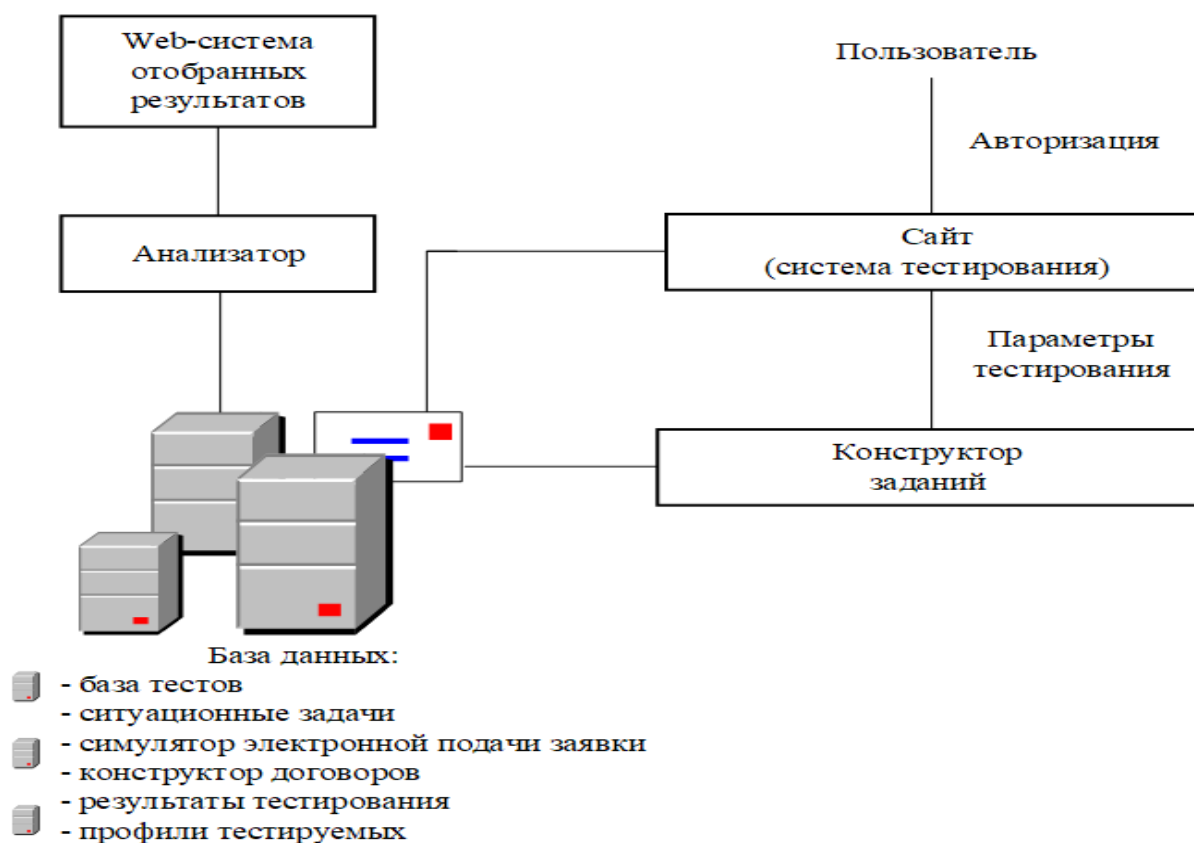 Web-система
отобранных
результатов
Пользователь
Авторизация
Анализатор
Сайт
(система тестирования)
Параметры
тестирования
Конструктор
заданий
База данных:
- база тестов
- ситуационные задачи
- симулятор электронной подачи заявки
- конструктор договоров
- результаты тестирования
- профили тестируемых